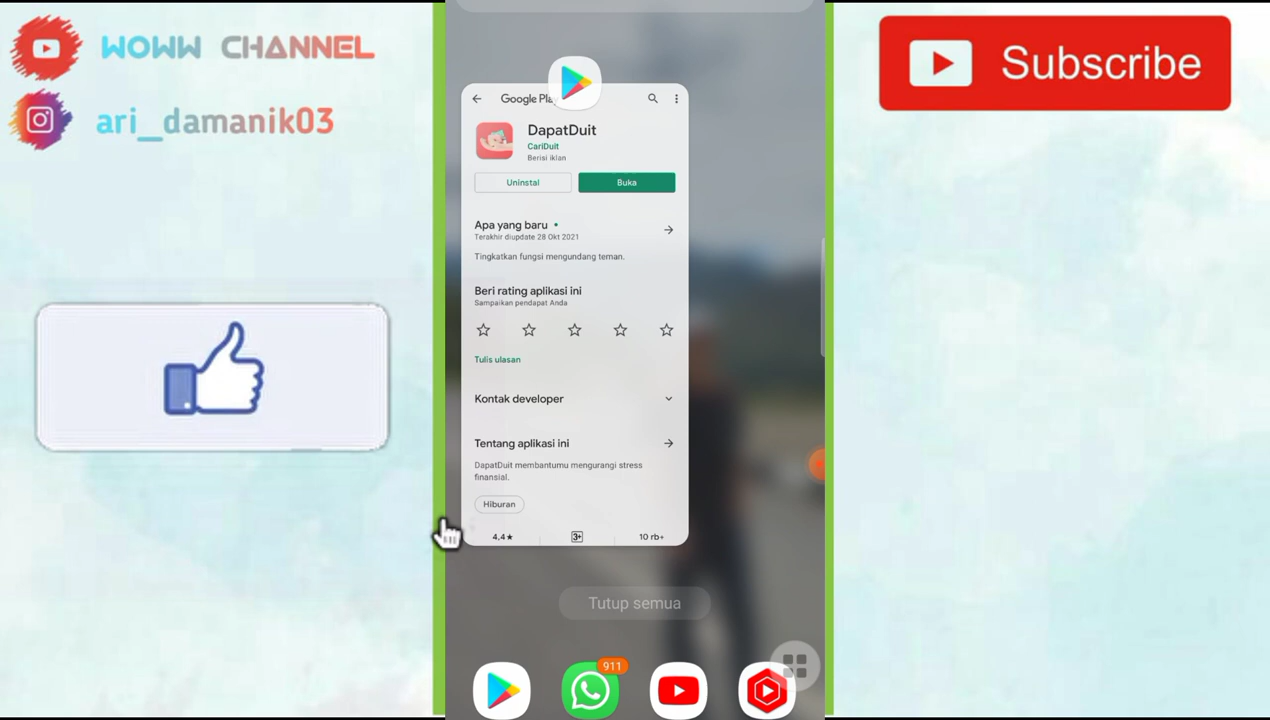 WOWW CHANNEL
ari_damanik03
Subscribe
Google Pla
DapatDuit
CariDuit
Berisi iklan
Uninstal
Buka
Apa yang baru
Terakhir diupdate 28 Okt 2021
Tingkatkan fungsi mengundang teman.
Beri rating aplikasi ini
Sampaikan pendapat Anda
Tulis ulasan
Kontak developer
Tentang aplikasi ini
DapatDuit membantumu mengurangi stress
finansial.
Hiburan
4,4★
3+
10 rb+
Tutup semua
911